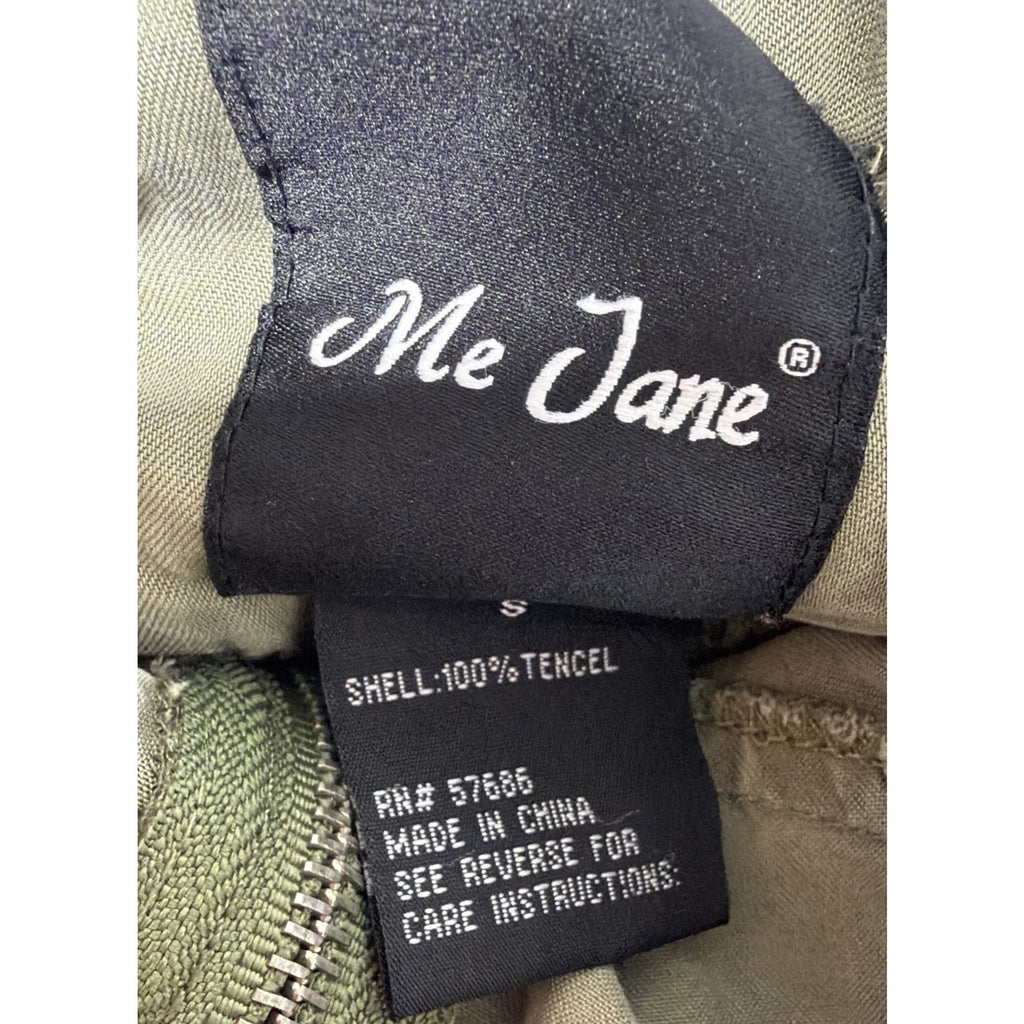 Me Jane®
S
SHELL:100% TENCEL
RN# 57686
MADE IN CHINA
SEE REVERSE FOR
CARE INSTRUCTIONS.